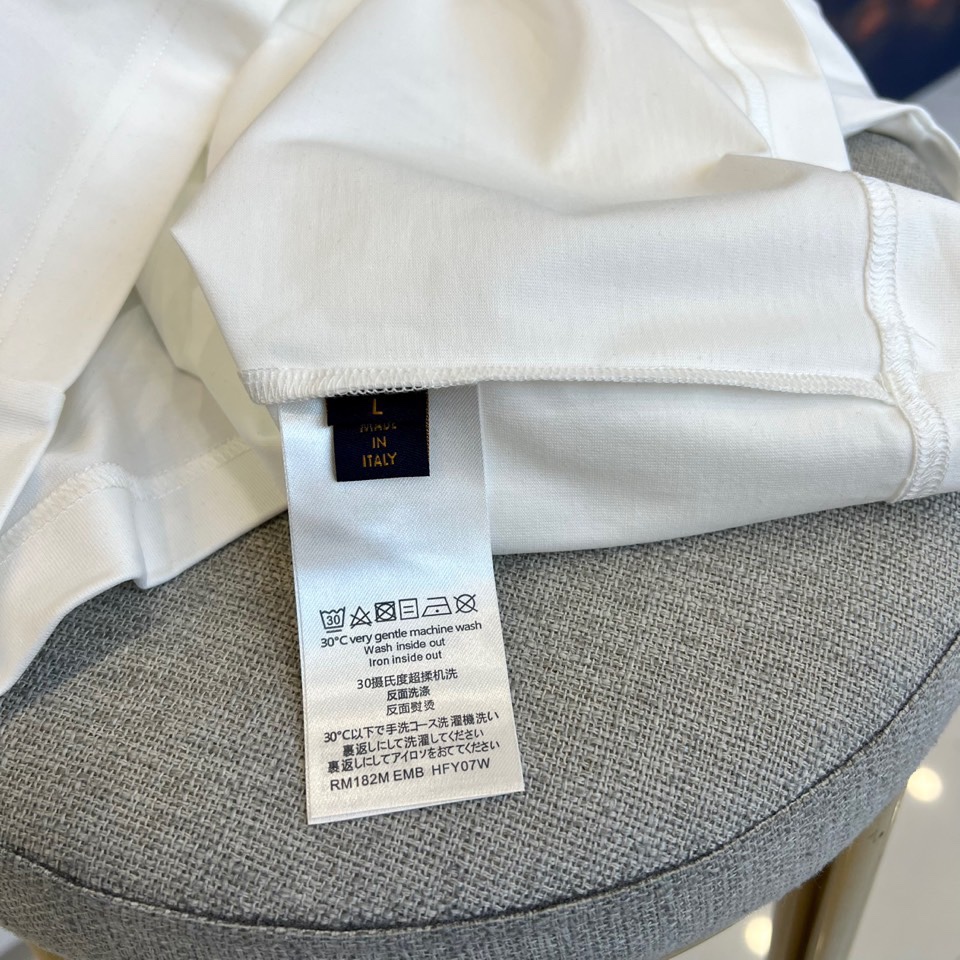 L
MADE
IN
ITALY
30
30°C very gentle machine wash
Wash inside out
Iron inside out
30摄氏度超揉机洗
反面洗涤
反面熨烫
30°C以下で手洗コース洗濯機洗い
裏返しにして洗濯してください
裏返しにしてアイロンをおててください
RM182M EMB HFY07W